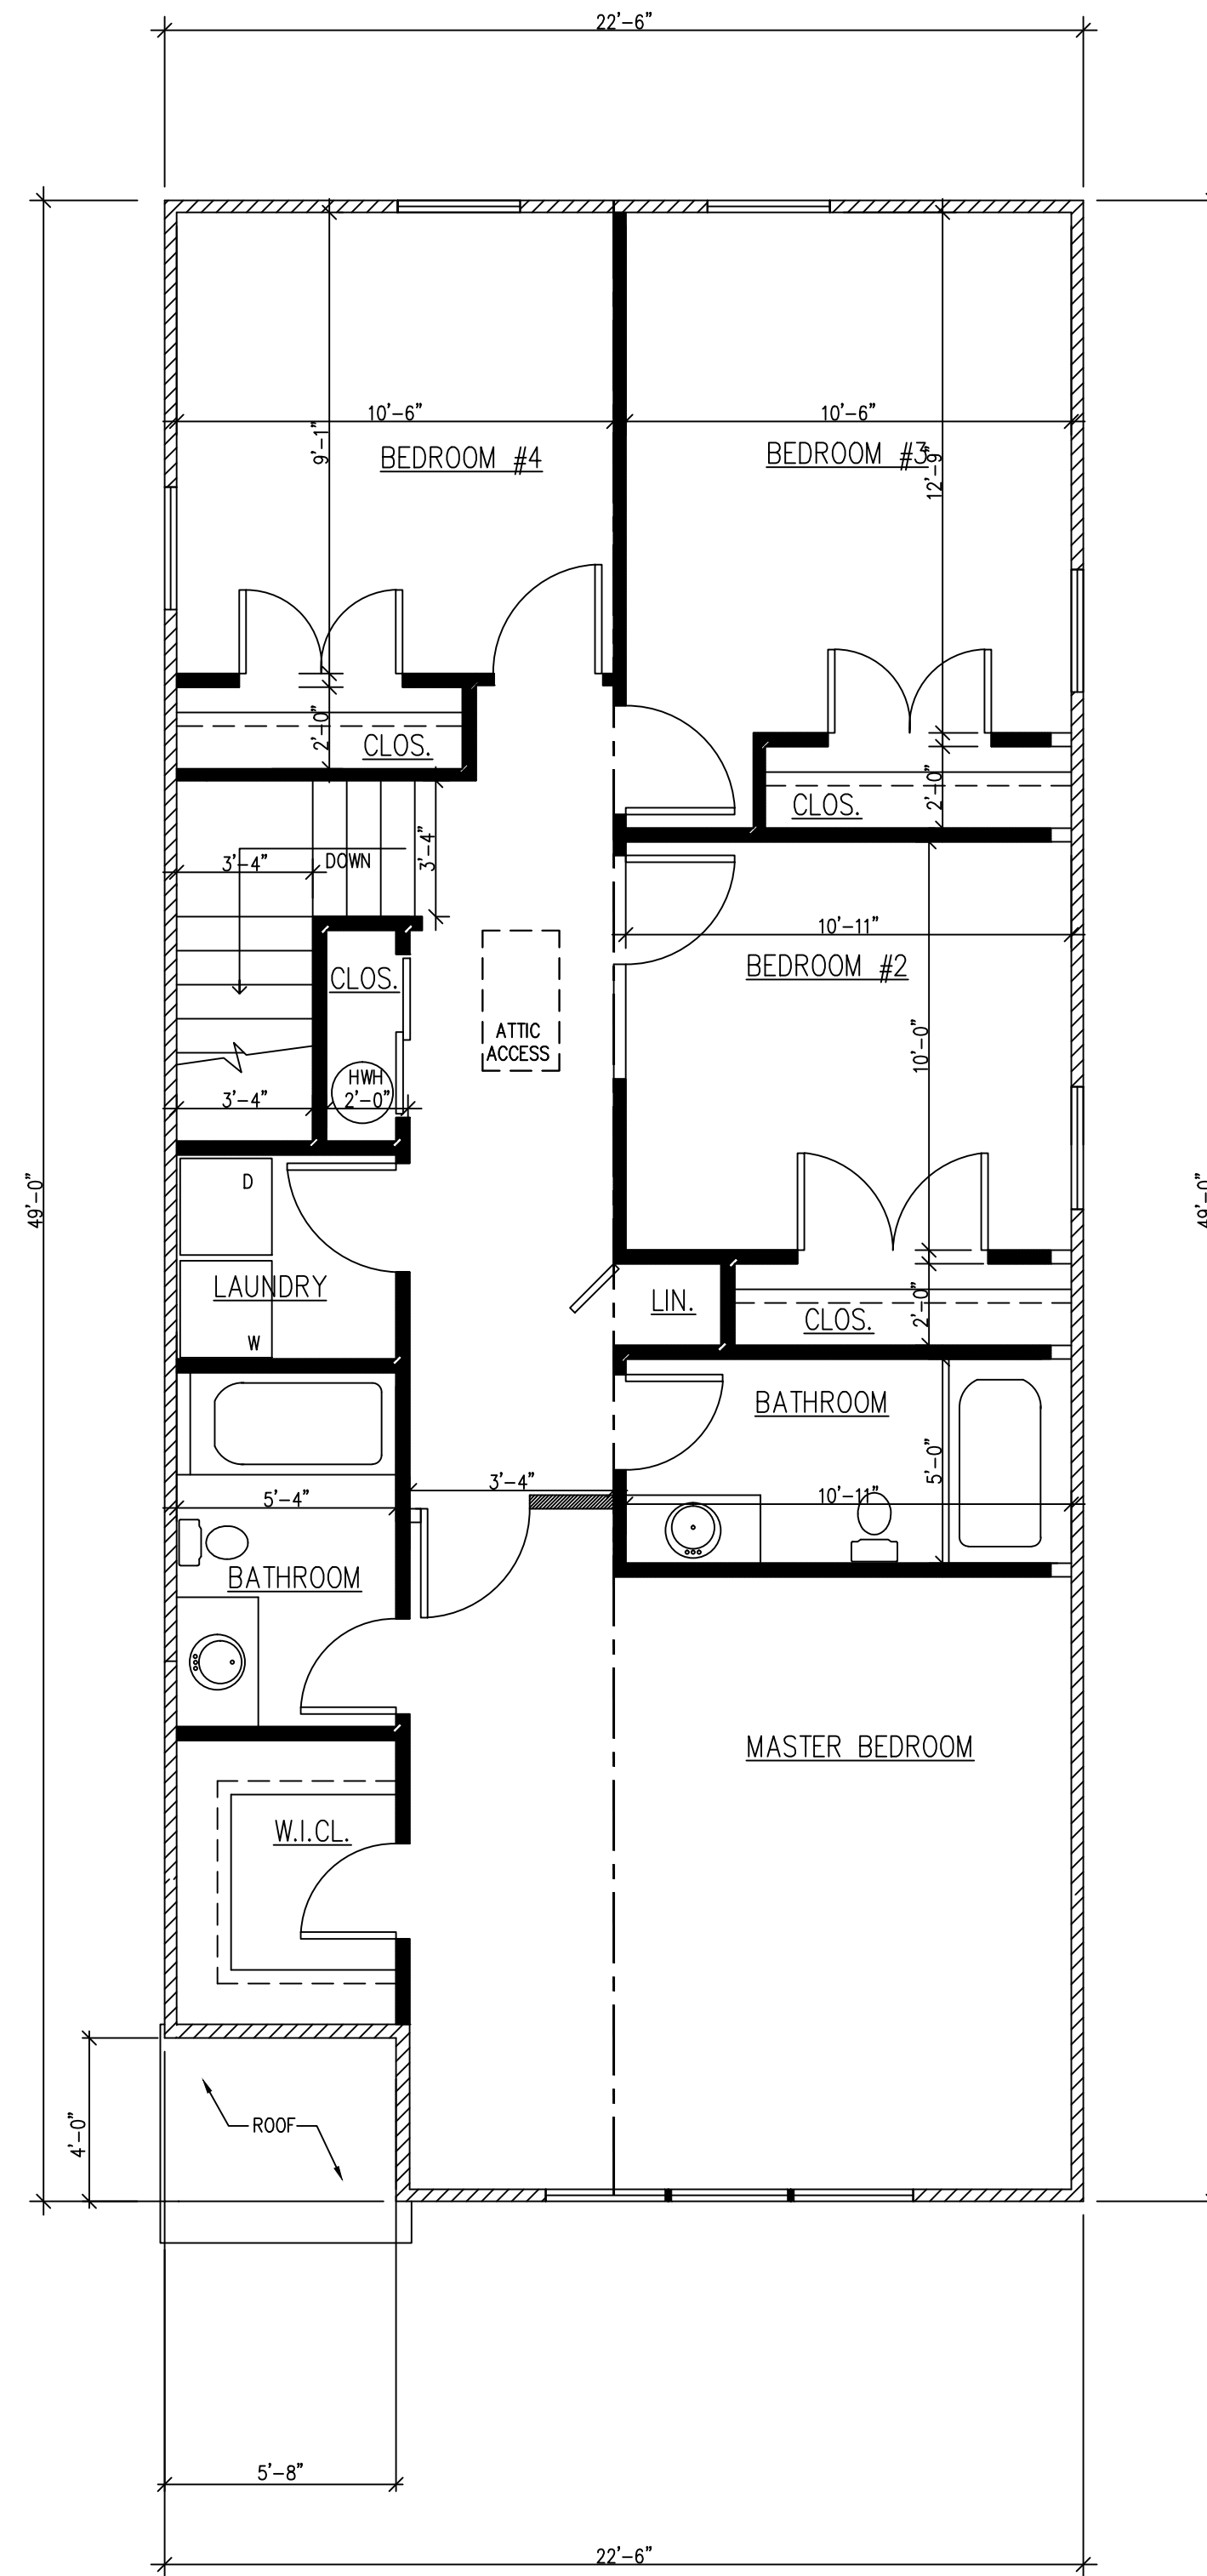 22'-6"
10'-6"
10'-6"
9'-1"
BEDROOM #4
BEDROOM #3
12'-9"
2'-0"
CLOS.
2'-0"
CLOS.
3'-4"
DOWN
3'-4"
10'-11"
BEDROOM #2
CLOS.
ATTIC
ACCESS
10'-0"
HWH
3'-4"
2'-0"
D
49'-0"
49'-0"
LAUNDRY
LIN.
2'-0"
CLOS.
W
BATHROOM
5'-0"
3'-4"
5'-4"
10'-11"
BATHROOM
MASTER BEDROOM
W.I.CL.
4'-0"
ROOF
5'-8"
22'-6"